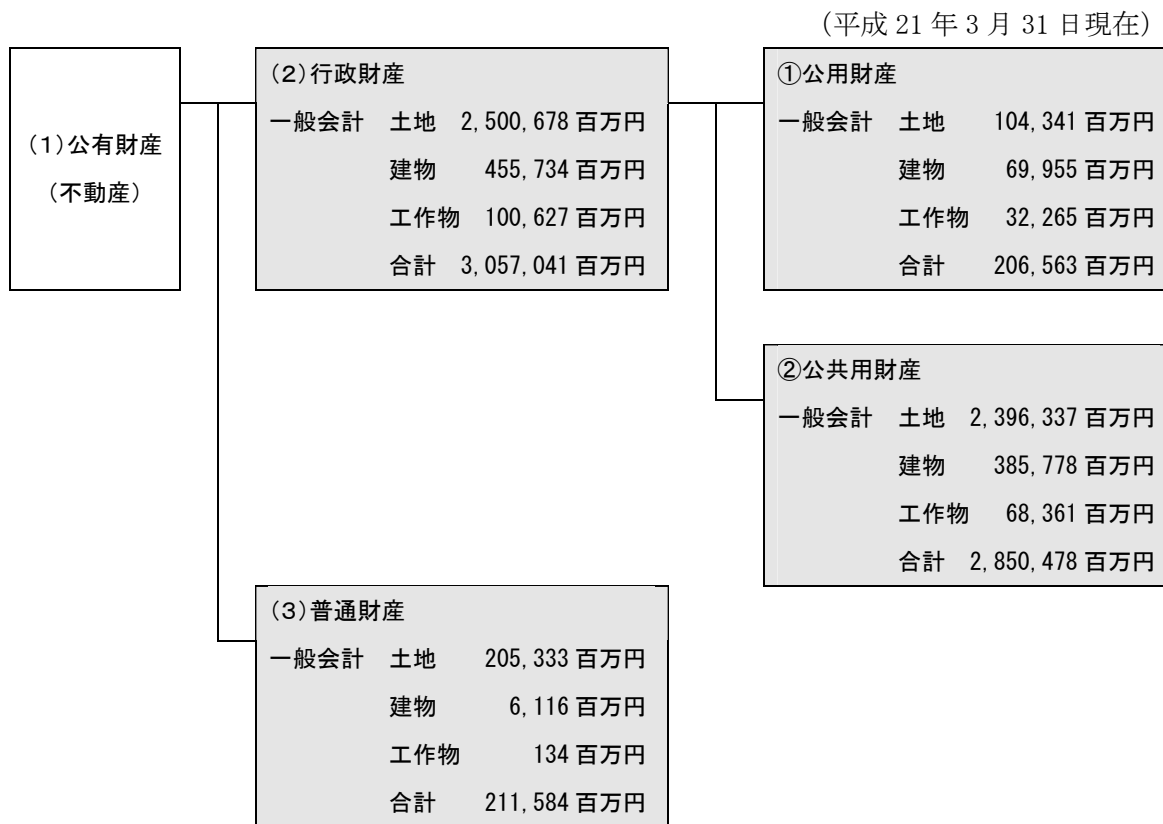 （平成 21 年 3 月 31 日現在）
（１）公有財産
（不動産）
（２）行政財産
一般会計　土地　2,500,678 百万円
建物　455,734 百万円
工作物　100,627 百万円
合計　3,057,041 百万円
①公用財産
一般会計　土地　104,341 百万円
建物　69,955 百万円
工作物　32,265 百万円
合計　206,563 百万円
②公共用財産
一般会計　土地　2,396,337 百万円
建物　385,778 百万円
工作物　68,361 百万円
合計　2,850,478 百万円
（３）普通財産
一般会計　土地　205,333 百万円
建物　6,116 百万円
工作物　134 百万円
合計　211,584 百万円